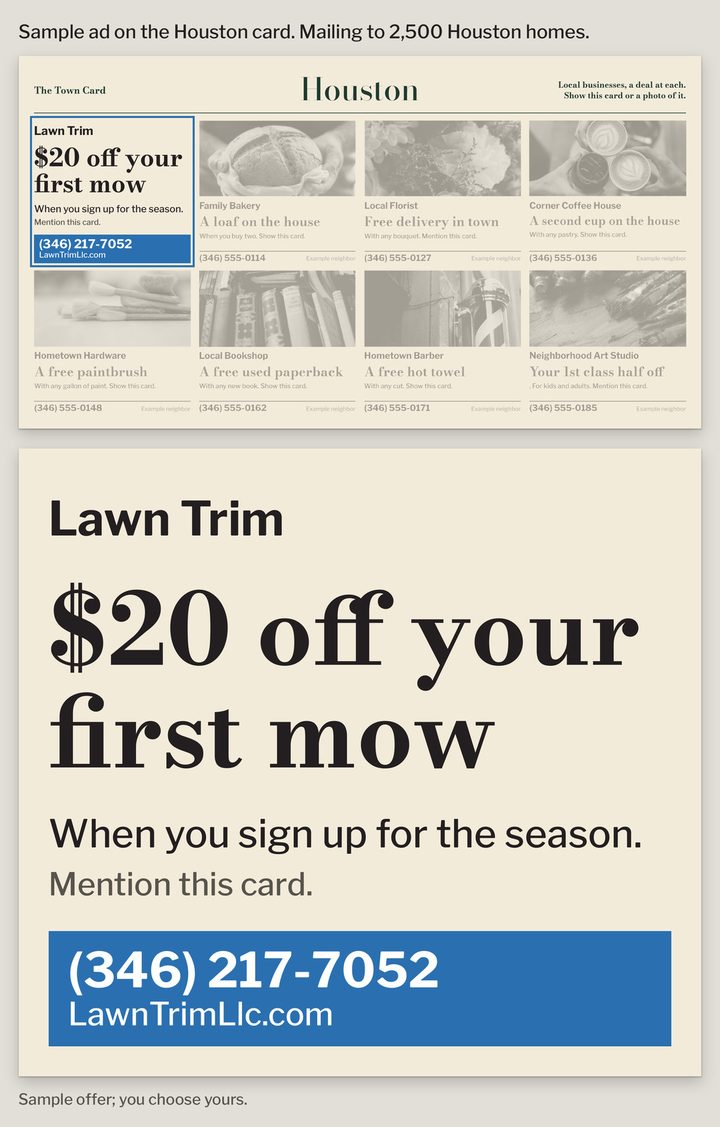 Sample ad on the Houston card. Mailing to 2,500 Houston homes.
The Town Card
Houston
Local businesses, a deal at each.
Show this card or a photo of it.
Lawn Trim
$20 off your
first mow
When you sign up for the season.
Mention this card.
(346) 217-7052
LawnTrimLlc.com
Family Bakery
A loaf on the house
When you buy two. Show this card.
(346) 555-0114
Example neighbor
Local Florist
Free delivery in town
With any bouquet. Mention this card.
(346) 555-0127
Example neighbor
Corner Coffee House
A second cup on the house
With any pastry. Show this card.
(346) 555-0136
Example neighbor
Hometown Hardware
A free paintbrush
With any gallon of paint. Show this card.
(346) 555-0148
Example neighbor
Local Bookshop
A free used paperback
With any new book. Show this card.
(346) 555-0162
Example neighbor
Hometown Barber
A free hot towel
With any cut. Show this card.
(346) 555-0171
Example neighbor
Neighborhood Art Studio
Your 1st class half off
For kids and adults. Mention this card.
(346) 555-0185
Example neighbor
Lawn Trim
$20 off your
first mow
When you sign up for the season.
Mention this card.
(346) 217-7052
LawnTrimLlc.com
Sample offer; you choose yours.